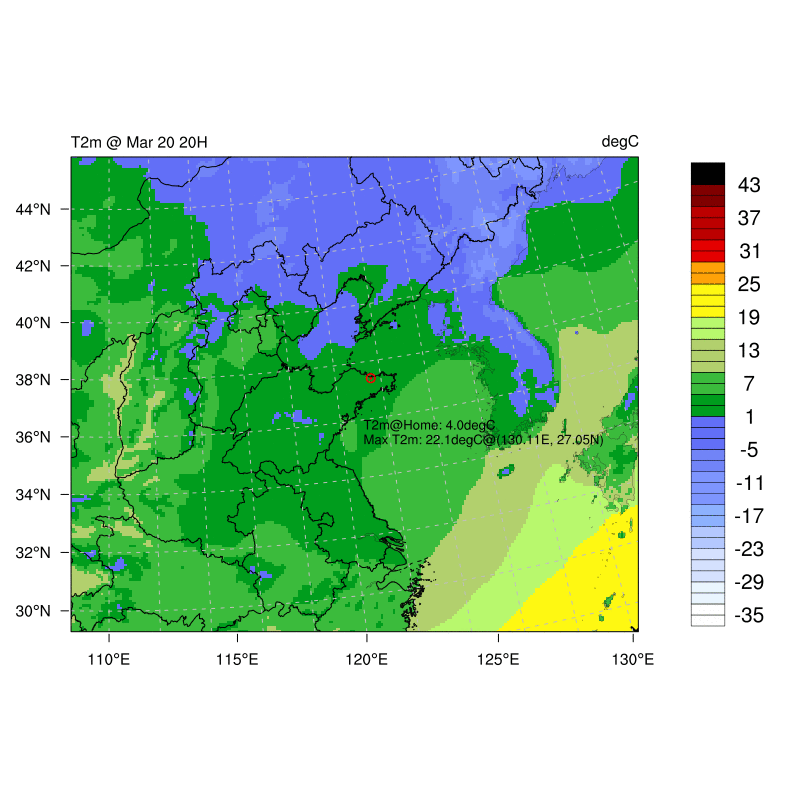 T2m @ Mar 20 20H
degC
44°N
42°N
40°N
38°N
36°N
34°N
32°N
30°N
T2m@Home: 4.0degC
Max T2m: 22.1degC@(130.11E, 27.05N)
110°E
115°E
120°E
125°E
130°E
43
37
31
25
19
13
7
1
-5
-11
-17
-23
-29
-35